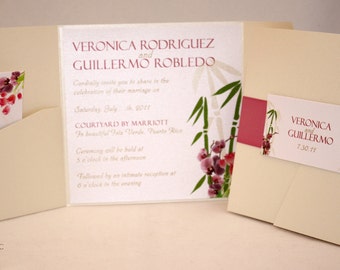 VERONICA RODRIGUEZ
and
GUILLERMO ROBLEDO
Cordially invite you to share in the
celebration of their marriage on
Saturday, July
COURTYARD BY MARRIOTT
In beautiful Isla Verde, Puerto Rico
Ceremony will be held at
5 o'clock in the afternoon
Followed by an intimate reception at
o'clock in the evening
VERONICA
and
GUILLERMO
7.30.11